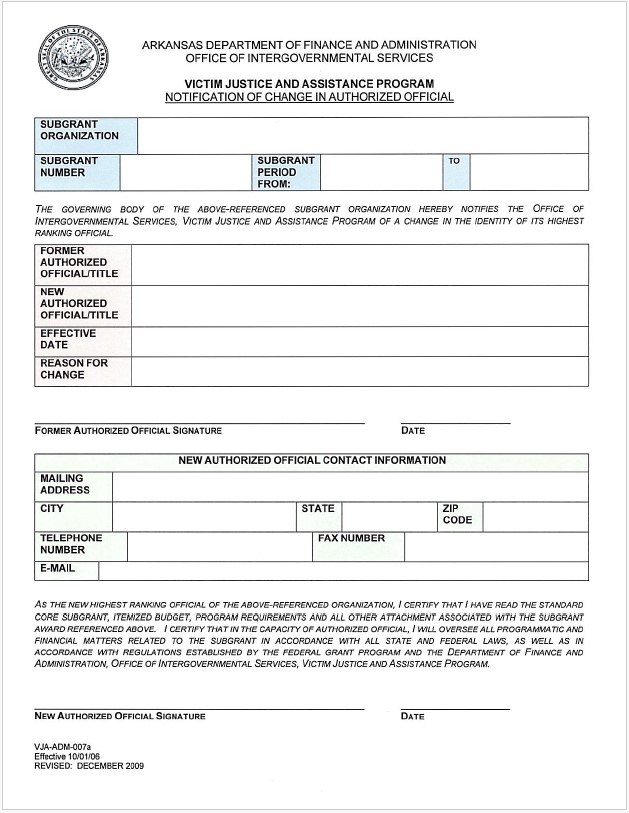 GREAT SEAL OF THE STATE OF ARKANSAS
ARKANSAS DEPARTMENT OF FINANCE AND ADMINISTRATION
OFFICE OF INTERGOVERNMENTAL SERVICES
VICTIM JUSTICE AND ASSISTANCE PROGRAM
NOTIFICATION OF CHANGE IN AUTHORIZED OFFICIAL
SUBGRANT
ORGANIZATION
SUBGRANT
NUMBER
SUBGRANT
PERIOD
FROM:
TO
THE GOVERNING BODY OF THE ABOVE-REFERENCED SUBGRANT ORGANIZATION HEREBY NOTIFIES THE OFFICE OF
INTERGOVERNMENTAL SERVICES, VICTIM JUSTICE AND ASSISTANCE PROGRAM OF A CHANGE IN THE IDENTITY OF ITS HIGHEST
RANKING OFFICIAL.
FORMER
AUTHORIZED
OFFICIAL/TITLE
NEW
AUTHORIZED
OFFICIAL/TITLE
EFFECTIVE
DATE
REASON FOR
CHANGE
FORMER AUTHORIZED OFFICIAL SIGNATURE DATE
NEW AUTHORIZED OFFICIAL CONTACT INFORMATION
MAILING
ADDRESS
CITY STATE ZIP
CODE
TELEPHONE
NUMBER
FAX NUMBER
E-MAIL
AS THE NEW HIGHEST RANKING OFFICIAL OF THE ABOVE-REFERENCED ORGANIZATION, I CERTIFY THAT I HAVE READ THE STANDARD
CORE SUBGRANT, ITEMIZED BUDGET, PROGRAM REQUIREMENTS AND ALL OTHER ATTACHMENT ASSOCIATED WITH THE SUBGRANT
AWARD REFERENCED ABOVE. I CERTIFY THAT IN THE CAPACITY OF AUTHORIZED OFFICIAL, I WILL OVERSEE ALL PROGRAMMATIC AND
FINANCIAL MATTERS RELATED TO THE SUBGRANT IN ACCORDANCE WITH ALL STATE AND FEDERAL LAWS, AS WELL AS IN
ACCORDANCE WITH REGULATIONS ESTABLISHED BY THE FEDERAL GRANT PROGRAM AND THE DEPARTMENT OF FINANCE AND
ADMINISTRATION, OFFICE OF INTERGOVERNMENTAL SERVICES, VICTIM JUSTICE AND ASSISTANCE PROGRAM.
NEW AUTHORIZED OFFICIAL SIGNATURE DATE
VJA-ADM-007a
Effective 10/01/06
REVISED: DECEMBER 2009